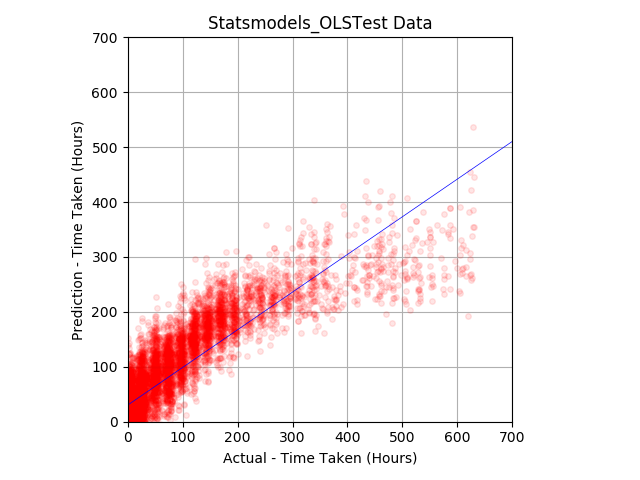 Statsmodels_OLSTest Data
700
600
500
400
300
200
100
0
Prediction - Time Taken (Hours)
0 100 200 300 400 500 600 700
Actual - Time Taken (Hours)